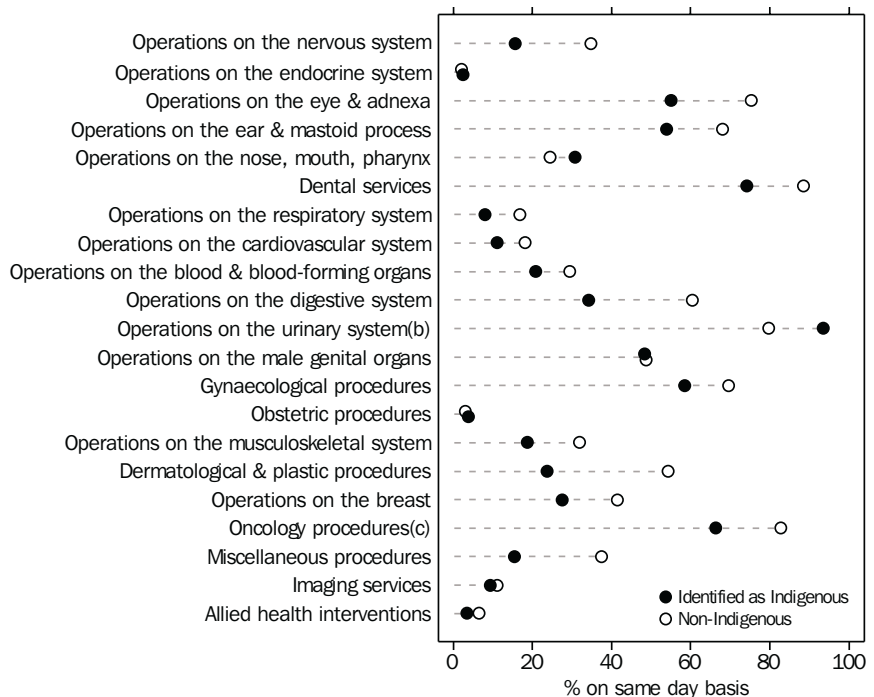 Operations on the nervous system
Operations on the endocrine system
Operations on the eye & adnexa
Operations on the ear & mastoid process
Operations on the nose, mouth, pharynx
Dental services
Operations on the respiratory system
Operations on the cardiovascular system
Operations on the blood & blood-forming organs
Operations on the digestive system
Operations on the urinary system(b)
Operations on the male genital organs
Gynaecological procedures
Obstetric procedures
Operations on the musculoskeletal system
Dermatological & plastic procedures
Operations on the breast
Oncology procedures(c)
Miscellaneous procedures
Imaging services
Allied health interventions
Identified as Indigenous
Non-Indigenous
0 20 40 60 80 100
% on same day basis